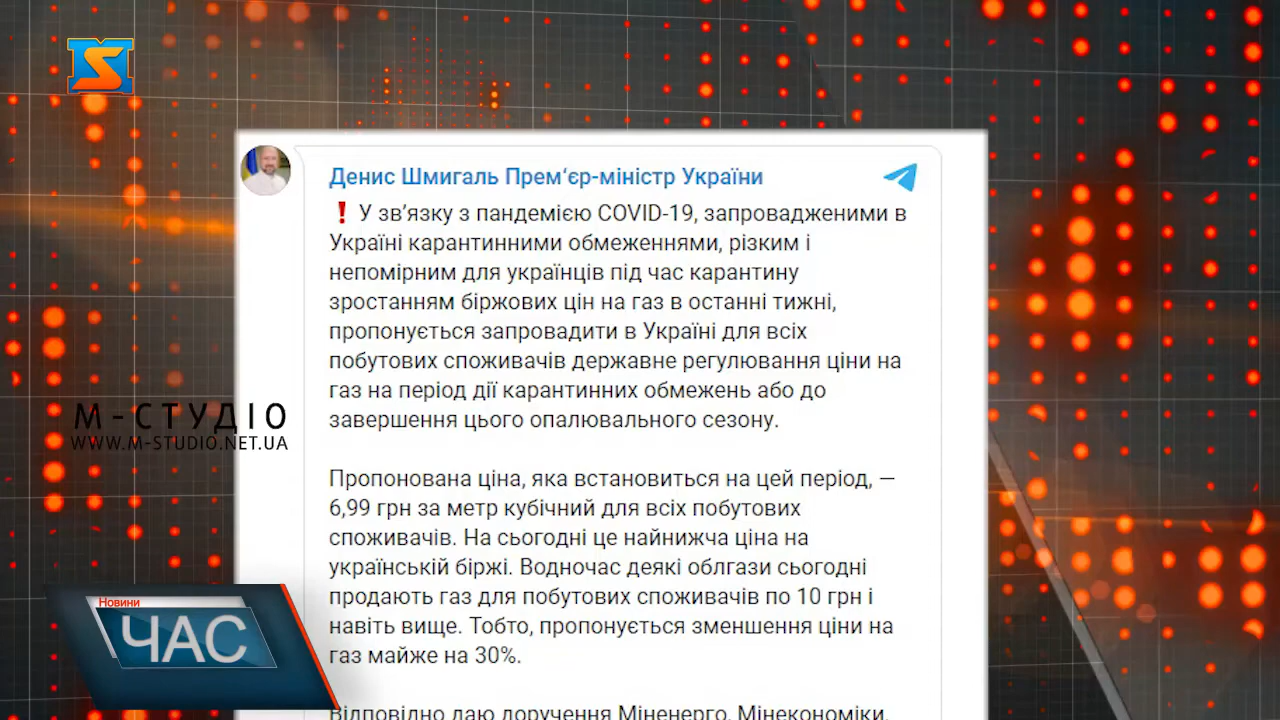 Денис Шмигаль Прем‘єр-міністр України
❗ У зв’язку з пандемією COVID-19, запровадженими в
Україні карантинними обмеженнями, різким і
непомірним для українців під час карантину
зростанням біржових цін на газ в останні тижні,
пропонується запровадити в Україні для всіх
побутових споживачів державне регулювання ціни на
газ на період дії карантинних обмежень або до
завершення цього опалювального сезону.
Пропонована ціна, яка встановиться на цей період, —
6,99 грн за метр кубічний для всіх побутових
споживачів. На сьогодні це найнижча ціна на
українській біржі. Водночас деякі облгази сьогодні
продають газ для побутових споживачів по 10 грн і
навіть вище. Тобто, пропонується зменшення ціни на
газ майже на 30%.
Відповідно даю доручення Міненерго, Мінекономіки,
М-СТУДІО
WWW.M-STUDIO.NET.UA
Новини
ЧАС